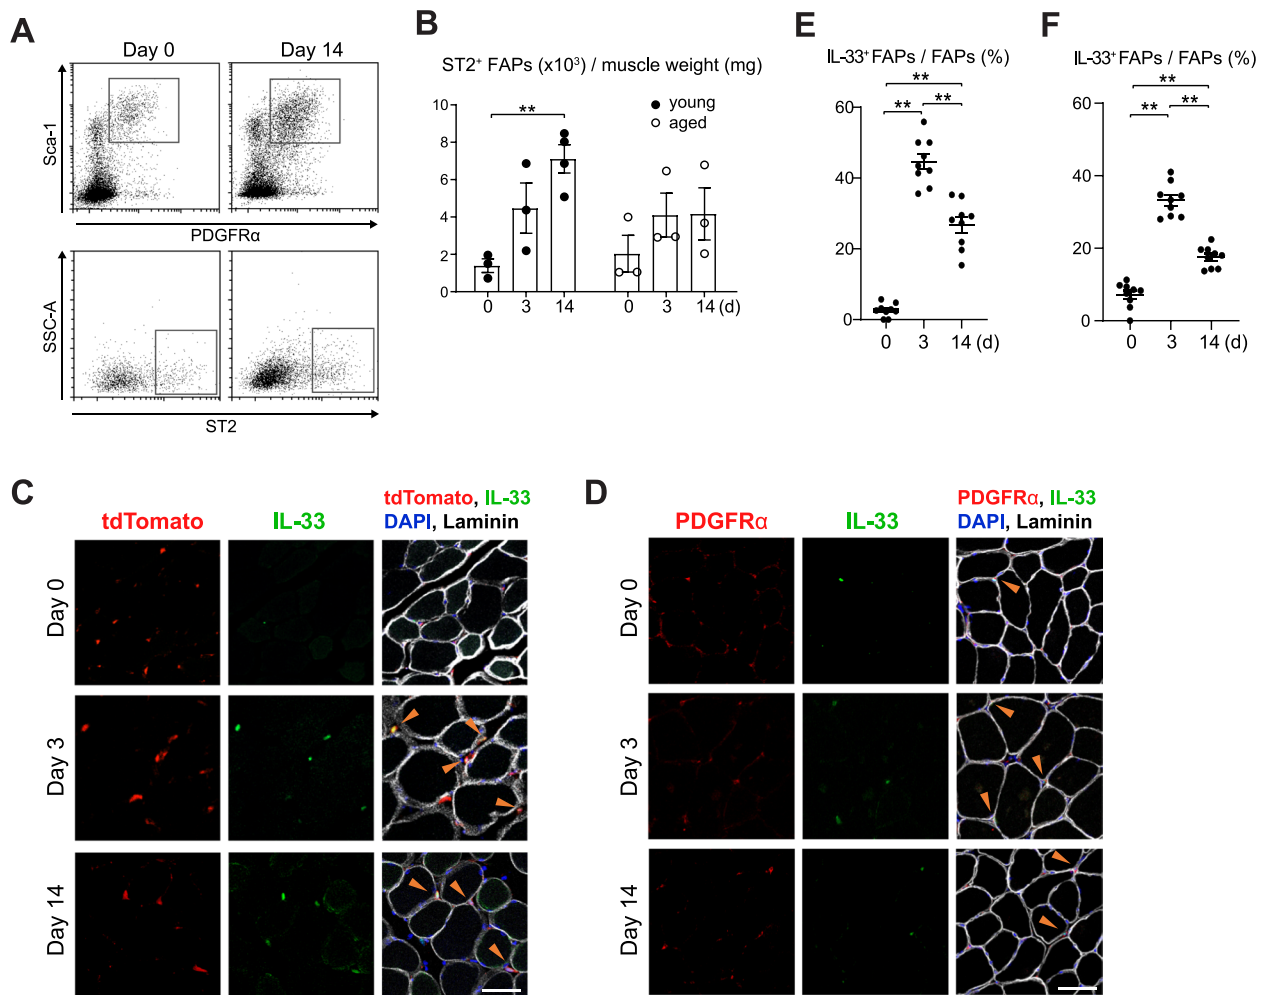 A
Day 0
Day 14
Sca-1
PDGFRα
SSC-A
ST2
B
ST2⁺ FAPs (x10³) / muscle weight (mg)
**
young
aged
10
8
6
4
2
0
0 3 14 0 3 14 (d)
E
IL-33⁺FAPs / FAPs (%)
**
** **
60
40
20
0
0 3 14 (d)
F
IL-33⁺FAPs / FAPs (%)
**
** **
60
40
20
0
0 3 14 (d)
C
tdTomato
IL-33
tdTomato, IL-33
DAPI, Laminin
Day 0
Day 3
Day 14
D
PDGFRα
IL-33
PDGFRα, IL-33
DAPI, Laminin
Day 0
Day 3
Day 14